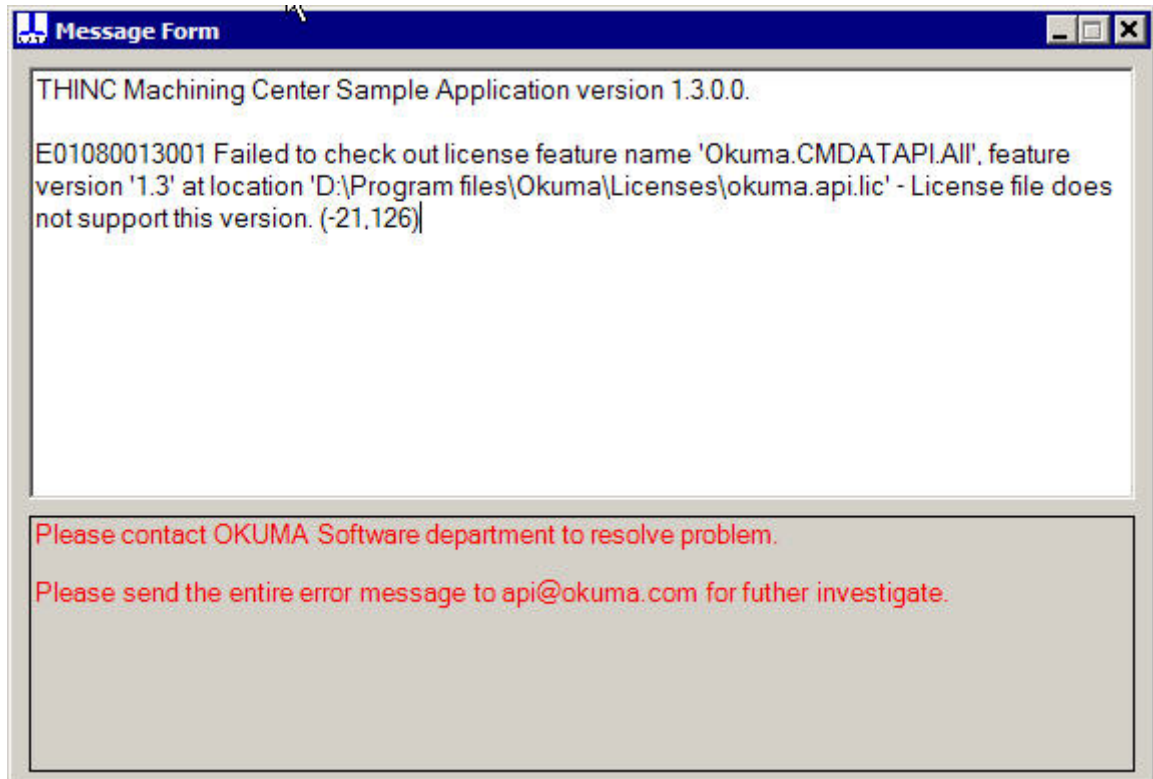 Message Form
THINC Machining Center Sample Application version 1.3.0.0.
E01080013001 Failed to check out license feature name 'Okuma.CMDATAPI.All', feature
version '1.3' at location 'D:\Program files\Okuma\Licenses\okuma.api.lic' - License file does
not support this version. (-21,126)
Please contact OKUMA Software department to resolve problem.
Please send the entire error message to api@okuma.com for futher investigate.